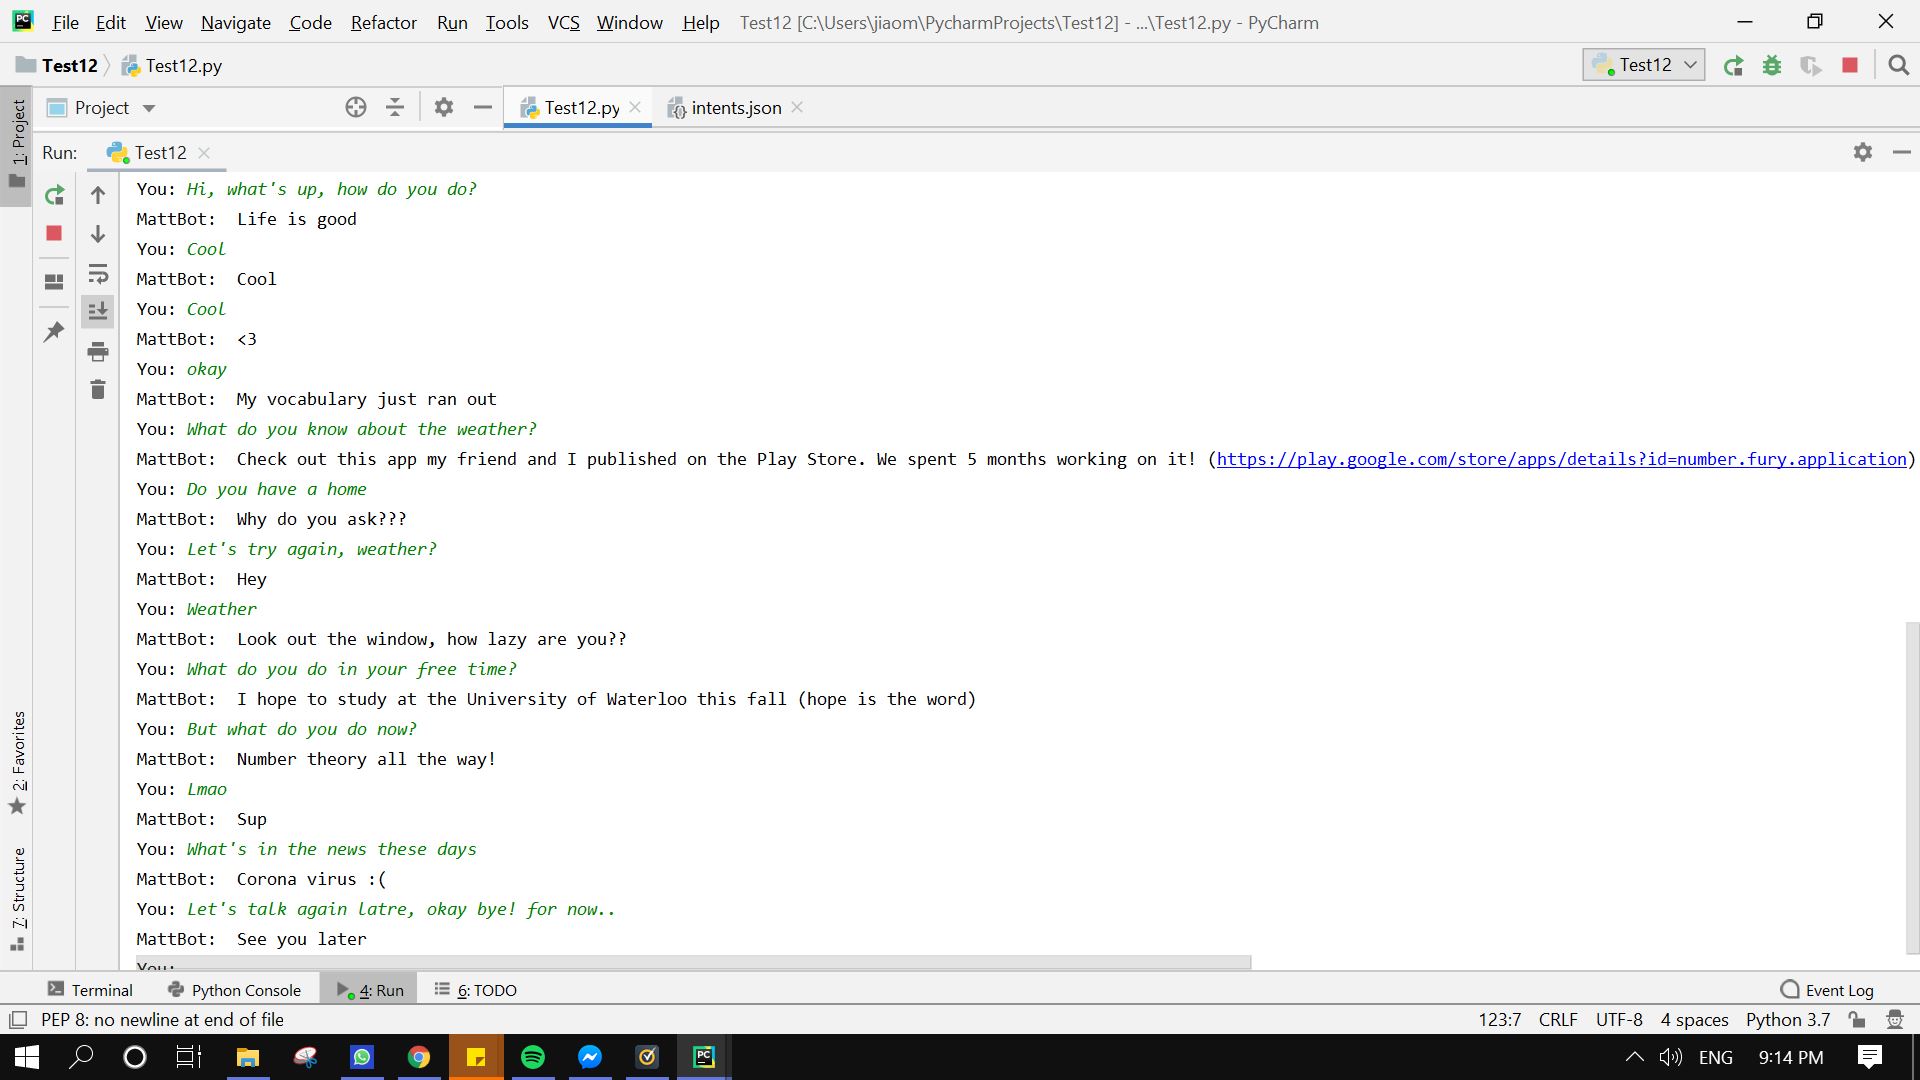 File Edit View Navigate Code Refactor Run Tools VCS Window Help Test12 [C:\Users\jiaom\PycharmProjects\Test12] - ...\Test12.py - PyCharm
Test12 Test12.py Test12
Project Test12.py intents.json
1: Project
Run: Test12
You: Hi, what's up, how do you do?
MattBot:  Life is good
You: Cool
MattBot:  Cool
You: Cool
MattBot:  <3
You: okay
MattBot:  My vocabulary just ran out
You: What do you know about the weather?
MattBot:  Check out this app my friend and I published on the Play Store. We spent 5 months working on it! (https://play.google.com/store/apps/details?id=number.fury.application)
You: Do you have a home
MattBot:  Why do you ask???
You: Let's try again, weather?
MattBot:  Hey
You: Weather
MattBot:  Look out the window, how lazy are you??
You: What do you do in your free time?
MattBot:  I hope to study at the University of Waterloo this fall (hope is the word)
You: But what do you do now?
MattBot:  Number theory all the way!
You: Lmao
MattBot:  Sup
You: What's in the news these days
MattBot:  Corona virus :(
You: Let's talk again latre, okay bye! for now..
MattBot:  See you later
You:
2: Favorites
7: Structure
Terminal Python Console 4: Run 6: TODO Event Log
PEP 8: no newline at end of file 123:7 CRLF UTF-8 4 spaces Python 3.7
ENG 9:14 PM